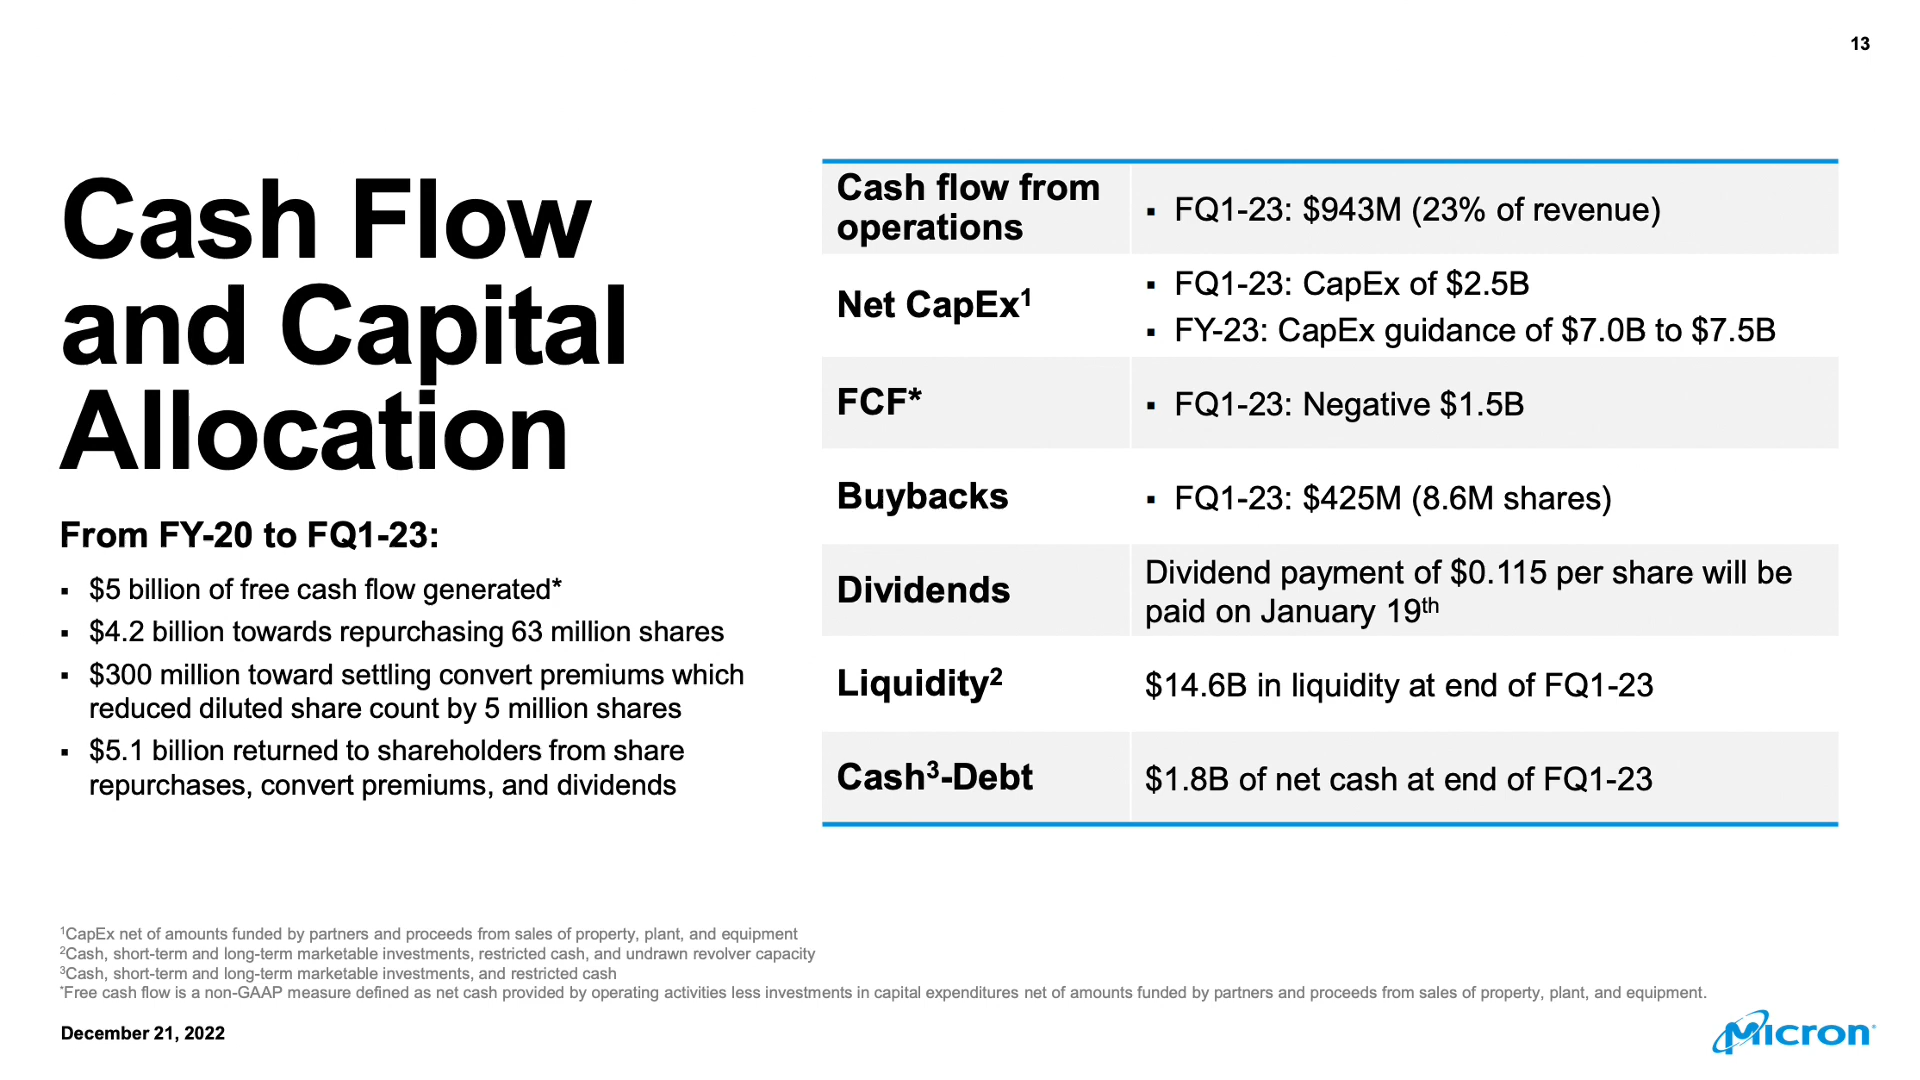 13
Cash Flow
and Capital
Allocation
From FY-20 to FQ1-23:
▪ $5 billion of free cash flow generated*
▪ $4.2 billion towards repurchasing 63 million shares
▪ $300 million toward settling convert premiums which
reduced diluted share count by 5 million shares
▪ $5.1 billion returned to shareholders from share
repurchases, convert premiums, and dividends
Cash flow from
operations
▪ FQ1-23: $943M (23% of revenue)
Net CapEx¹
▪ FQ1-23: CapEx of $2.5B
▪ FY-23: CapEx guidance of $7.0B to $7.5B
FCF*
▪ FQ1-23: Negative $1.5B
Buybacks
▪ FQ1-23: $425M (8.6M shares)
Dividends
Dividend payment of $0.115 per share will be
paid on January 19th
Liquidity²
$14.6B in liquidity at end of FQ1-23
Cash³-Debt
$1.8B of net cash at end of FQ1-23
¹CapEx net of amounts funded by partners and proceeds from sales of property, plant, and equipment
²Cash, short-term and long-term marketable investments, restricted cash, and undrawn revolver capacity
³Cash, short-term and long-term marketable investments, and restricted cash
*Free cash flow is a non-GAAP measure defined as net cash provided by operating activities less investments in capital expenditures net of amounts funded by partners and proceeds from sales of property, plant, and equipment.
December 21, 2022
Micron